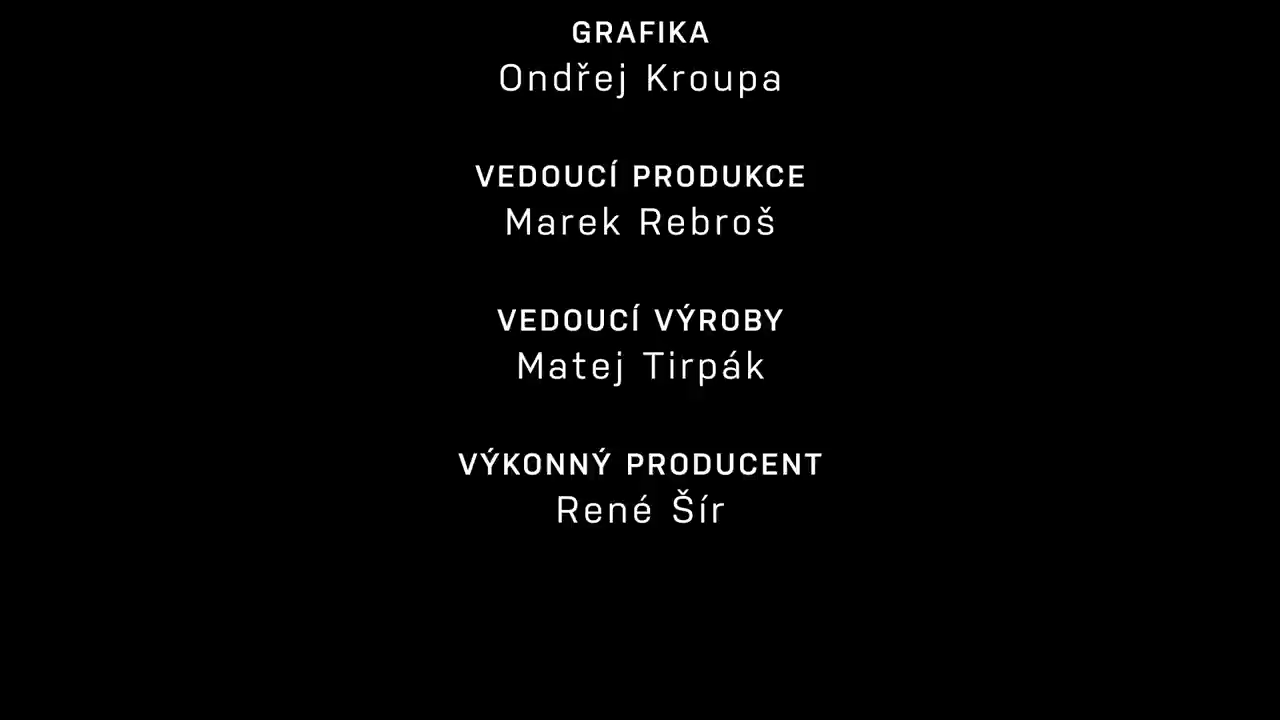 GRAFIKA
Ondřej Kroupa
VEDOUCÍ PRODUKCE
Marek Rebroš
VEDOUCÍ VÝROBY
Matej Tirpák
VÝKONNÝ PRODUCENT
René Šír